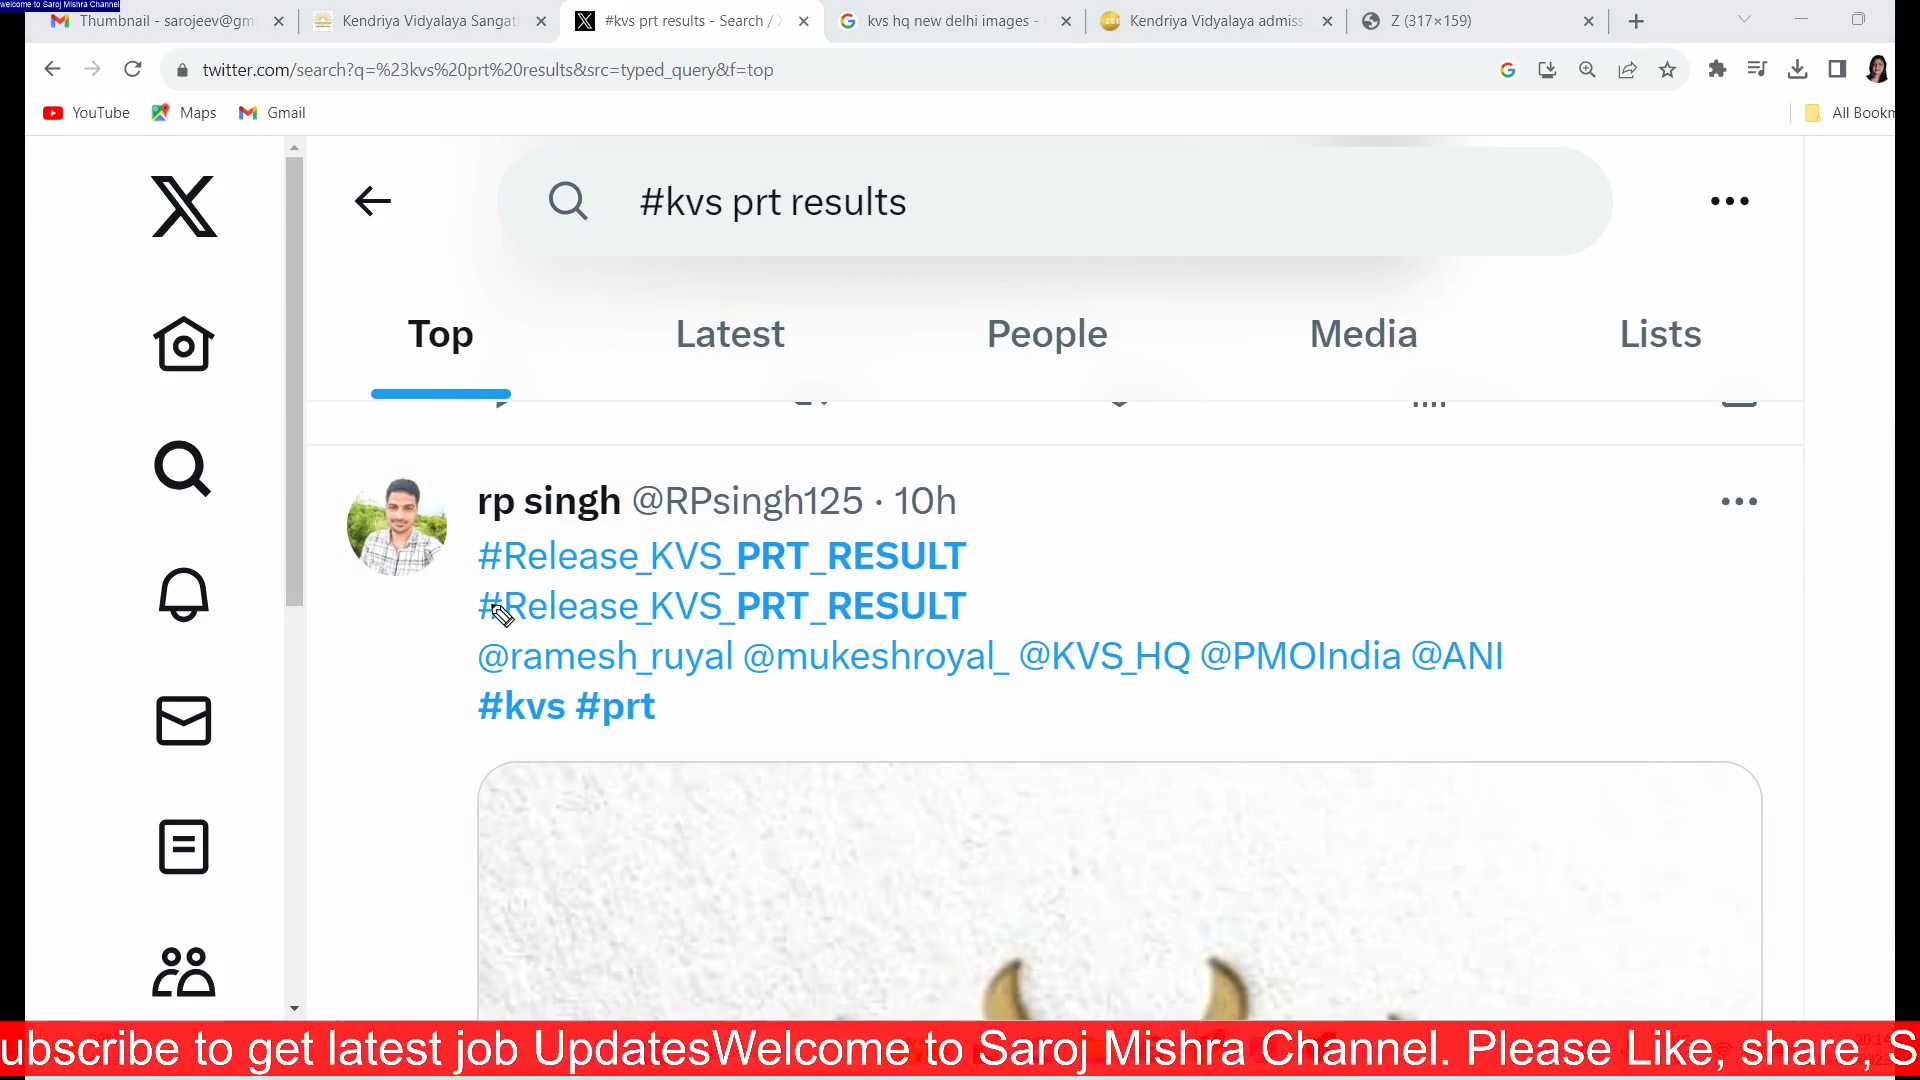 welcome to Saroj Mishra Channel
Thumbnail - sarojeev@gm
Kendriya Vidyalaya Sangat
#kvs prt results - Search / X
kvs hq new delhi images -
Kendriya Vidyalaya admiss
Z (317×159)
twitter.com/search?q=%23kvs%20prt%20results&src=typed_query&f=top
YouTube
Maps
Gmail
All Bookm
#kvs prt results
Top
Latest
People
Media
Lists
rp singh @RPsingh125 · 10h
#Release_KVS_PRT_RESULT
#Release_KVS_PRT_RESULT
@ramesh_ruyal @mukeshroyal_ @KVS_HQ @PMOIndia @ANI
#kvs #prt
ubscribe to get latest job UpdatesWelcome to Saroj Mishra Channel. Please Like, share, S